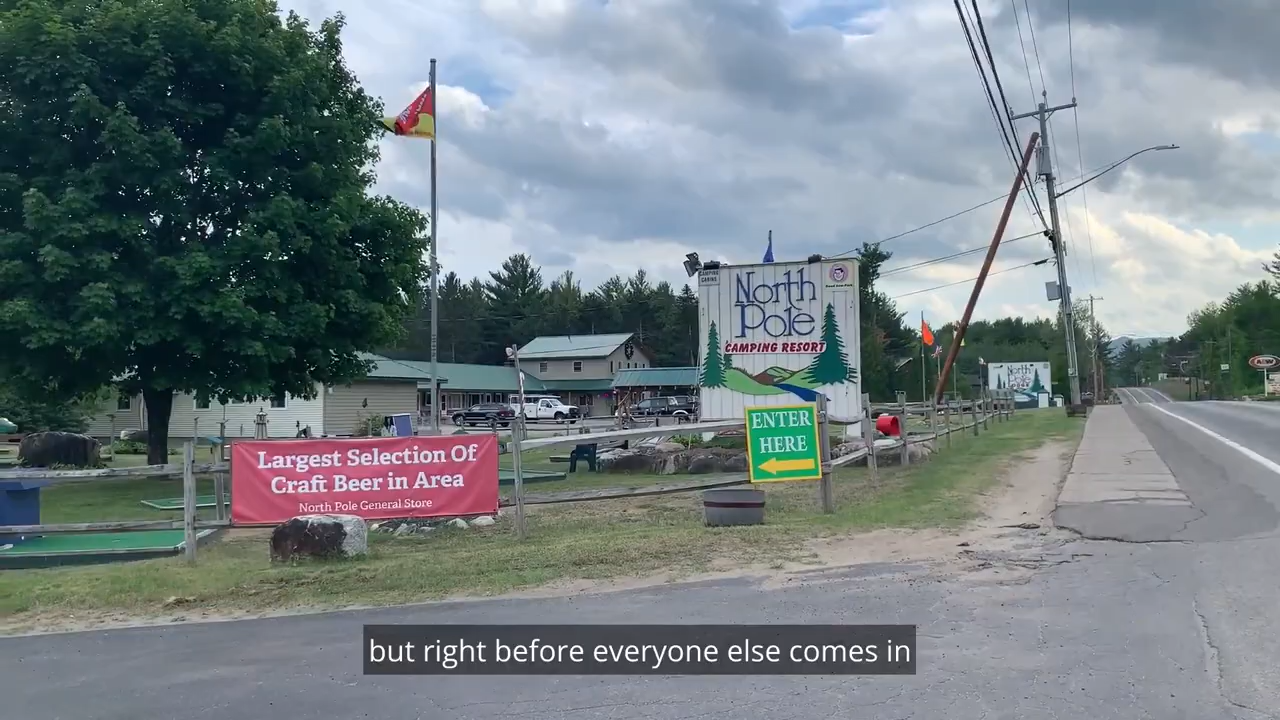 North
Pole
CAMPING RESORT
ENTER
HERE
Largest Selection Of
Craft Beer in Area
North Pole General Store
North
but right before everyone else comes in